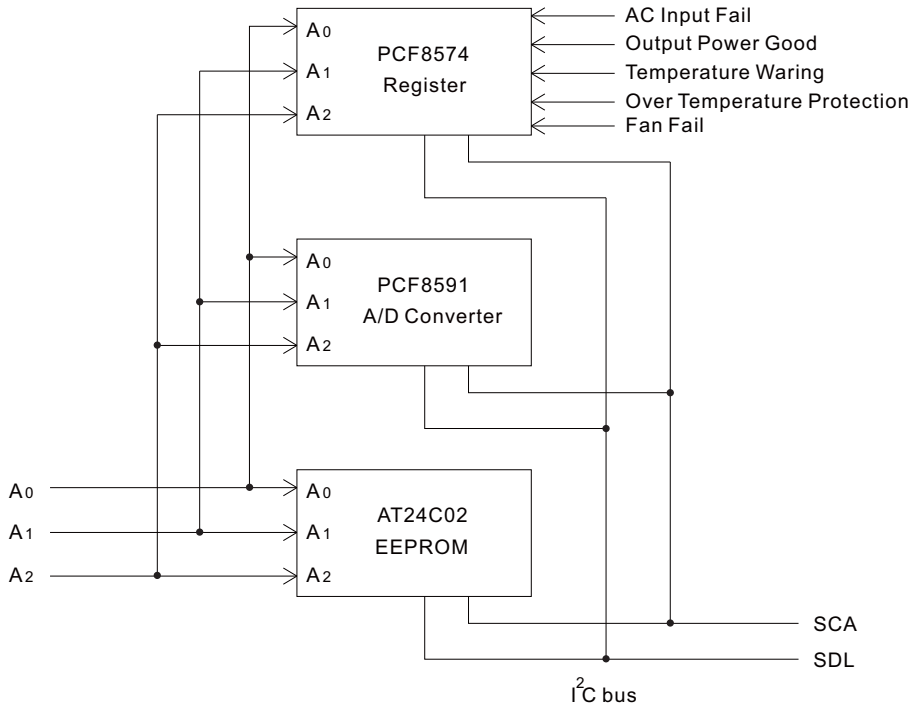 A0
A1
A2
PCF8574
Register
AC Input Fail
Output Power Good
Temperature Waring
Over Temperature Protection
Fan Fail
A0
A1
A2
PCF8591
A/D Converter
A0
A1
A2
A0
A1
A2
AT24C02
EEPROM
SCA
SDL
I²C bus